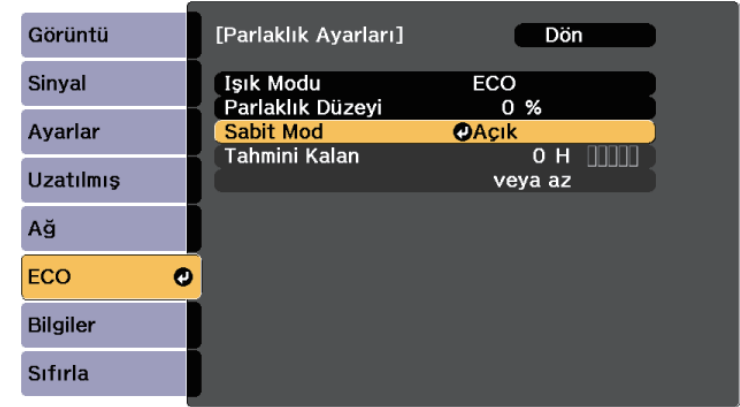 Görüntü
Sinyal
Ayarlar
Uzatılmış
Ağ
ECO
Bilgiler
Sıfırla
[Parlaklık Ayarları] Dön
Işık Modu ECO
Parlaklık Düzeyi 0 %
Sabit Mod Açık
Tahmini Kalan 0 H
veya az